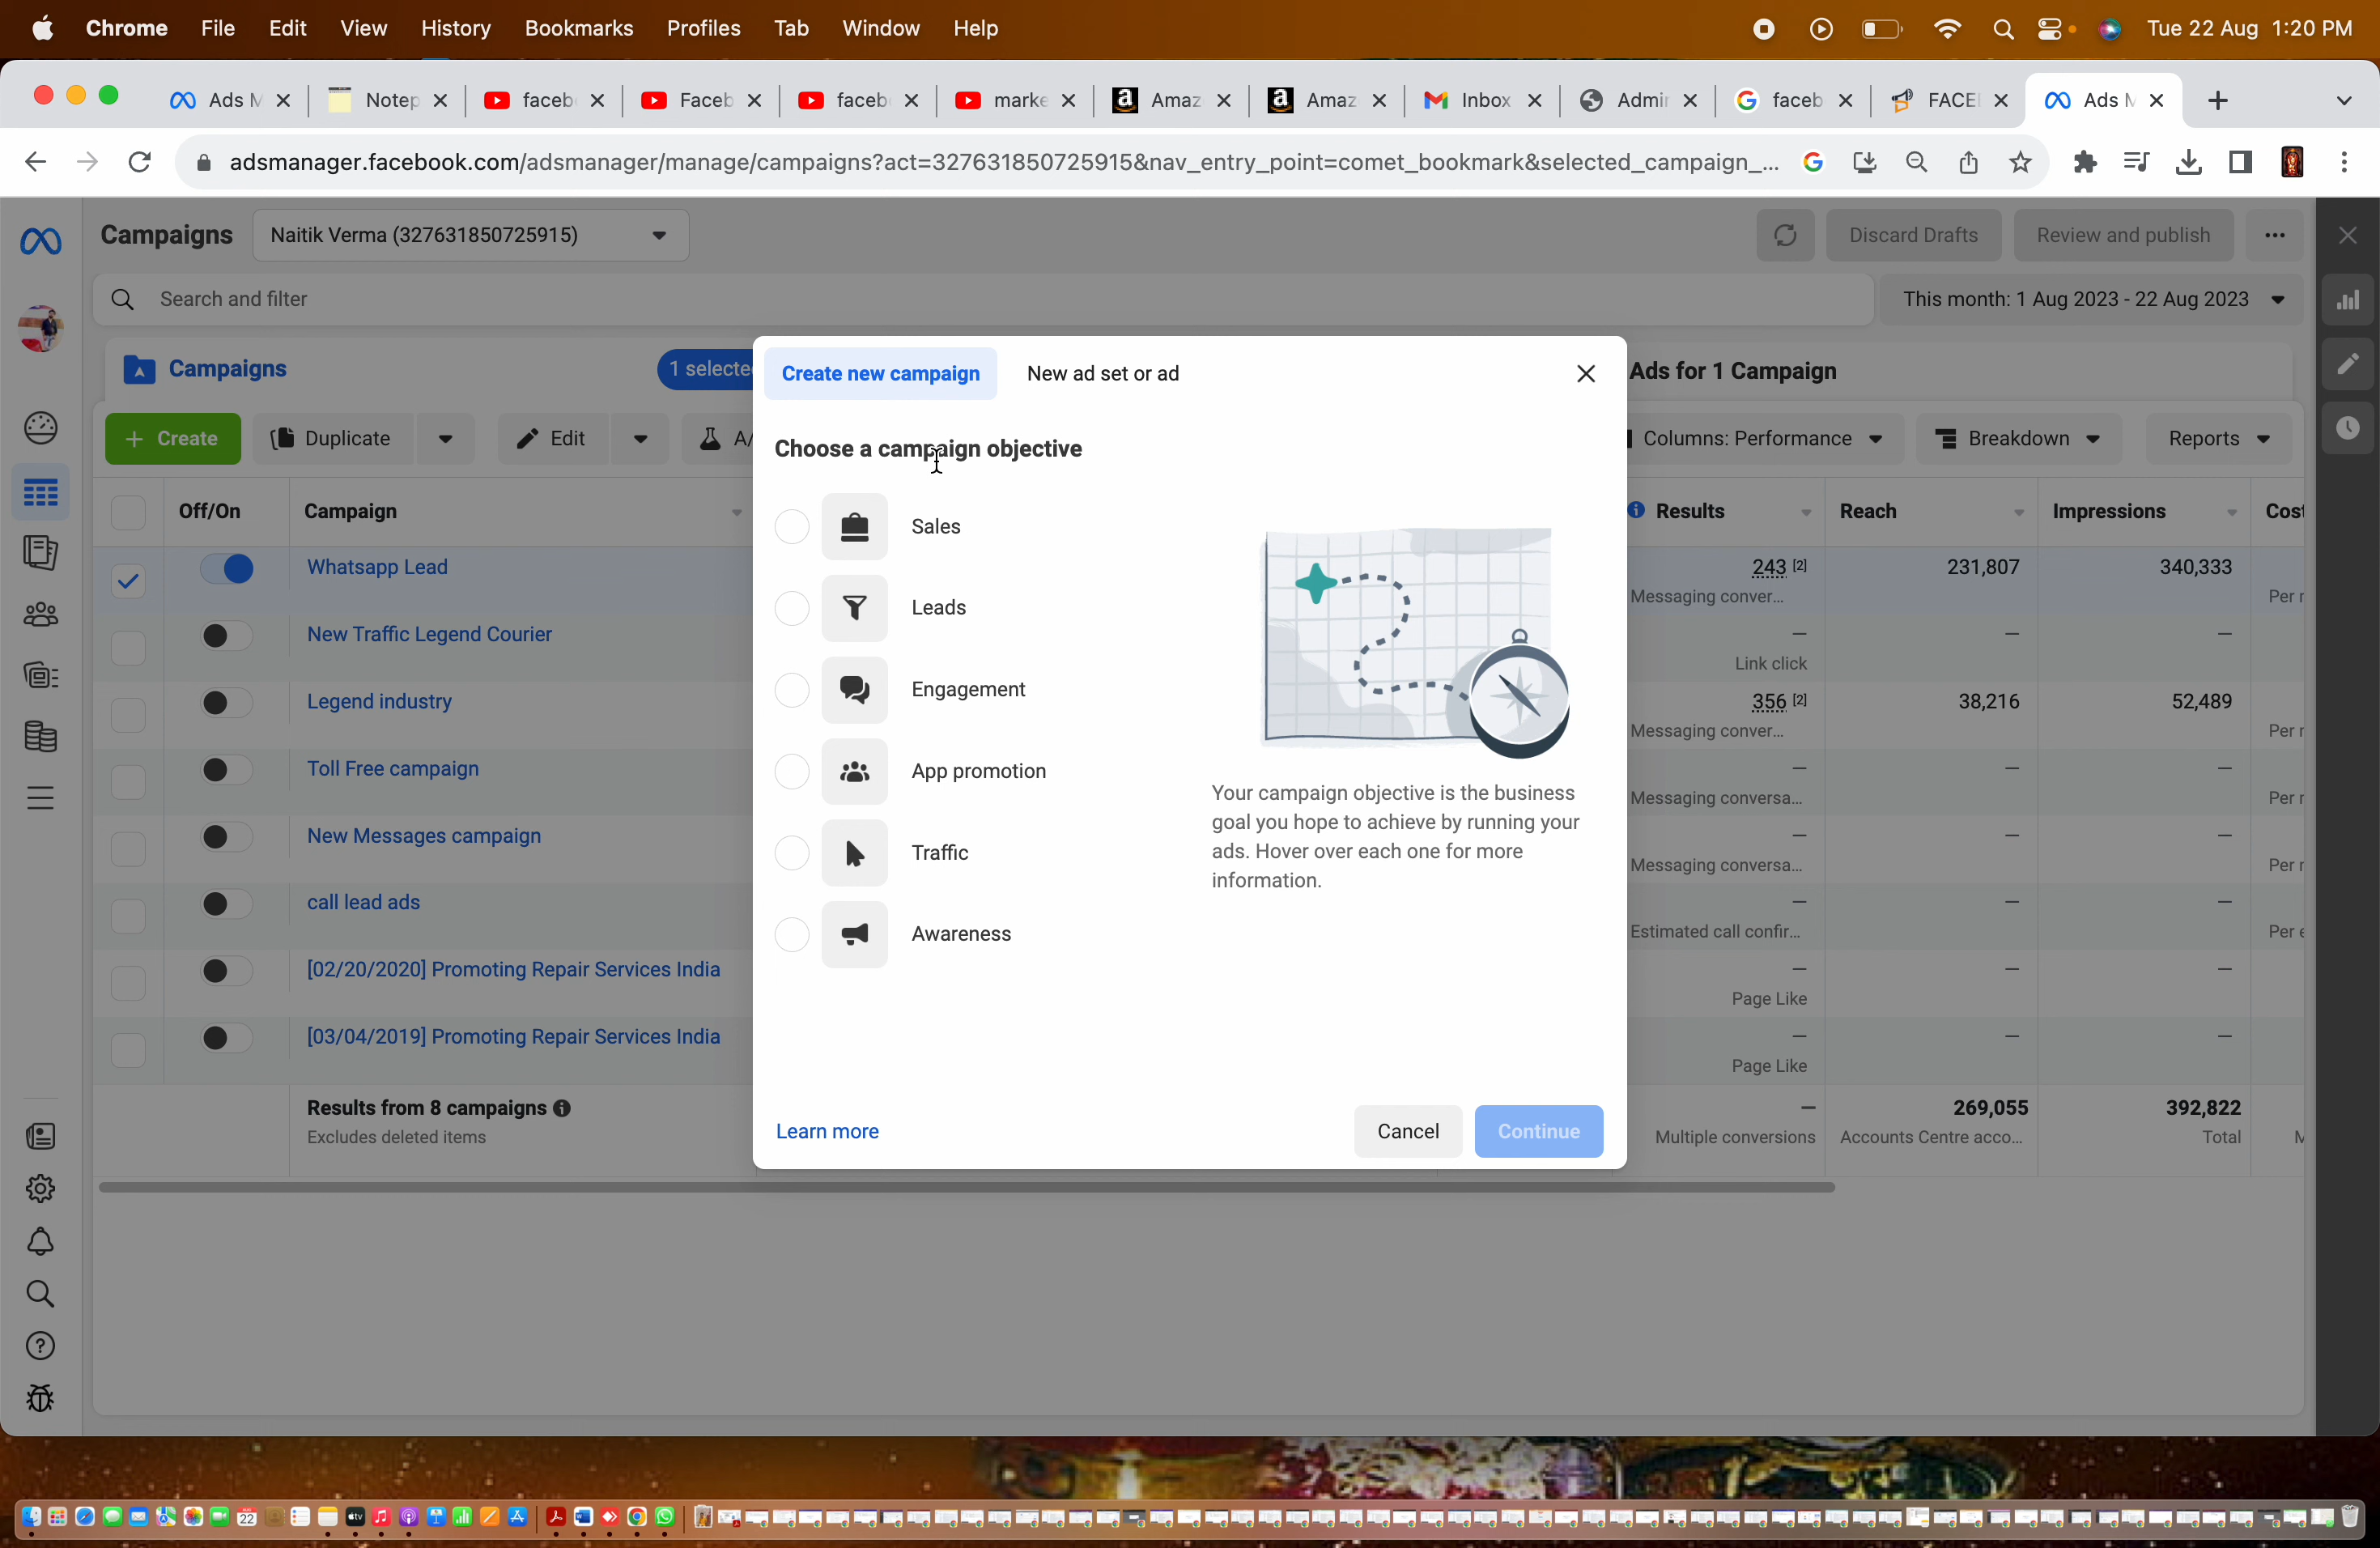 Chrome File Edit View History Bookmarks Profiles Tab Window Help Tue 22 Aug 1:20 PM
Ads M Notep faceb Faceb faceb marke Amaz Amaz Inbox Admir faceb FACE Ads M
adsmanager.facebook.com/adsmanager/manage/campaigns?act=327631850725915&nav_entry_point=comet_bookmark&selected_campaign_...
Campaigns Naitik Verma (327631850725915) Discard Drafts Review and publish
Search and filter This month: 1 Aug 2023 - 22 Aug 2023
Campaigns 1 selected Create new campaign New ad set or ad Ads for 1 Campaign
+ Create Duplicate Edit A/ Columns: Performance Breakdown Reports
Choose a campaign objective
Off/On Campaign Results Reach Impressions Cost
Sales
Leads
Engagement
App promotion
Traffic
Awareness
Your campaign objective is the business
goal you hope to achieve by running your
ads. Hover over each one for more
information.
Learn more Cancel Continue
Whatsapp Lead 243 [2] 231,807 340,333
Messaging conver... Per r
New Traffic Legend Courier — — —
Link click
Legend industry 356 [2] 38,216 52,489
Messaging conver... Per r
Toll Free campaign — — —
Messaging conversa... Per r
New Messages campaign — — —
Messaging conversa... Per r
call lead ads — — —
Estimated call confir... Per e
[02/20/2020] Promoting Repair Services India — — —
Page Like
[03/04/2019] Promoting Repair Services India — — —
Page Like
Results from 8 campaigns — 269,055 392,822
Excludes deleted items Multiple conversions Accounts Centre acco... Total
22
tv